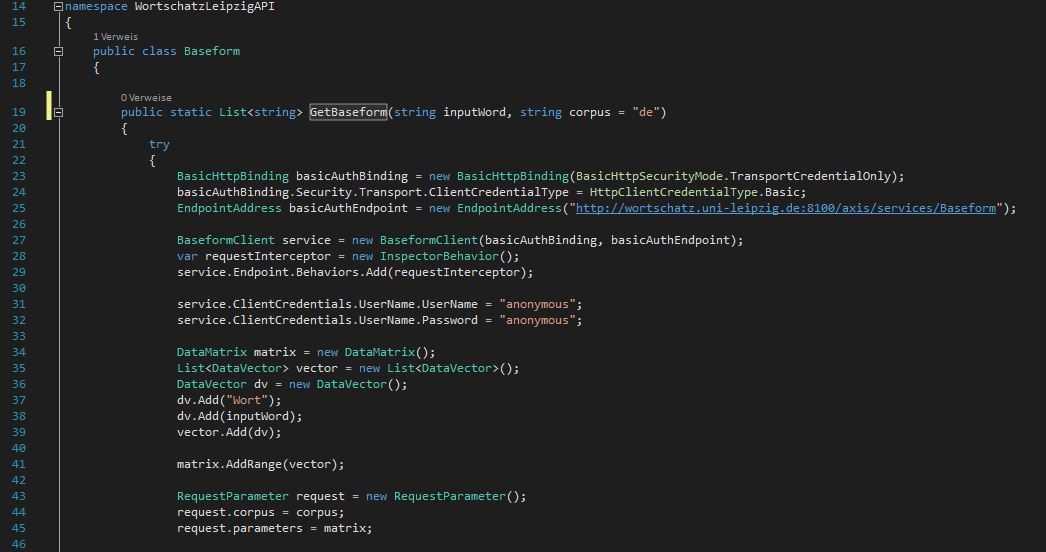 14 namespace WortschatzLeipzigAPI
15 {
1 Verweis
16 public class Baseform
17 {
18
0 Verweise
19 public static List<string> GetBaseform(string inputWord, string corpus = "de")
20 {
21 try
22 {
23 BasicHttpBinding basicAuthBinding = new BasicHttpBinding(BasicHttpSecurityMode.TransportCredentialOnly);
24 basicAuthBinding.Security.Transport.ClientCredentialType = HttpClientCredentialType.Basic;
25 EndpointAddress basicAuthEndpoint = new EndpointAddress("http://wortschatz.uni-leipzig.de:8100/axis/services/Baseform");
26
27 BaseformClient service = new BaseformClient(basicAuthBinding, basicAuthEndpoint);
28 var requestInterceptor = new InspectorBehavior();
29 service.Endpoint.Behaviors.Add(requestInterceptor);
30
31 service.ClientCredentials.UserName.UserName = "anonymous";
32 service.ClientCredentials.UserName.Password = "anonymous";
33
34 DataMatrix matrix = new DataMatrix();
35 List<DataVector> vector = new List<DataVector>();
36 DataVector dv = new DataVector();
37 dv.Add("Wort");
38 dv.Add(inputWord);
39 vector.Add(dv);
40
41 matrix.AddRange(vector);
42
43 RequestParameter request = new RequestParameter();
44 request.corpus = corpus;
45 request.parameters = matrix;
46